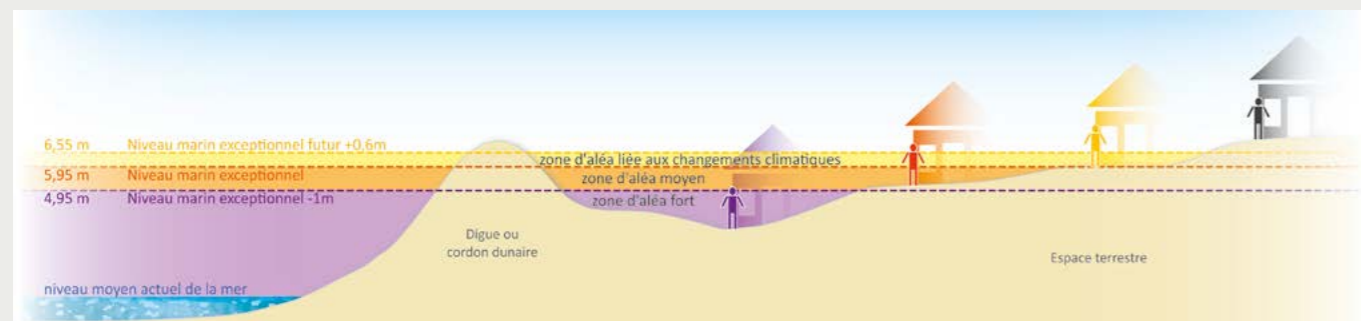 6,55 m Niveau marin exceptionnel futur +0,6m
zone d'aléa liée aux changements climatiques
5,95 m Niveau marin exceptionnel
zone d'aléa moyen
4,95 m Niveau marin exceptionnel -1m
zone d'aléa fort
Digue ou
cordon dunaire
Espace terrestre
niveau moyen actuel de la mer